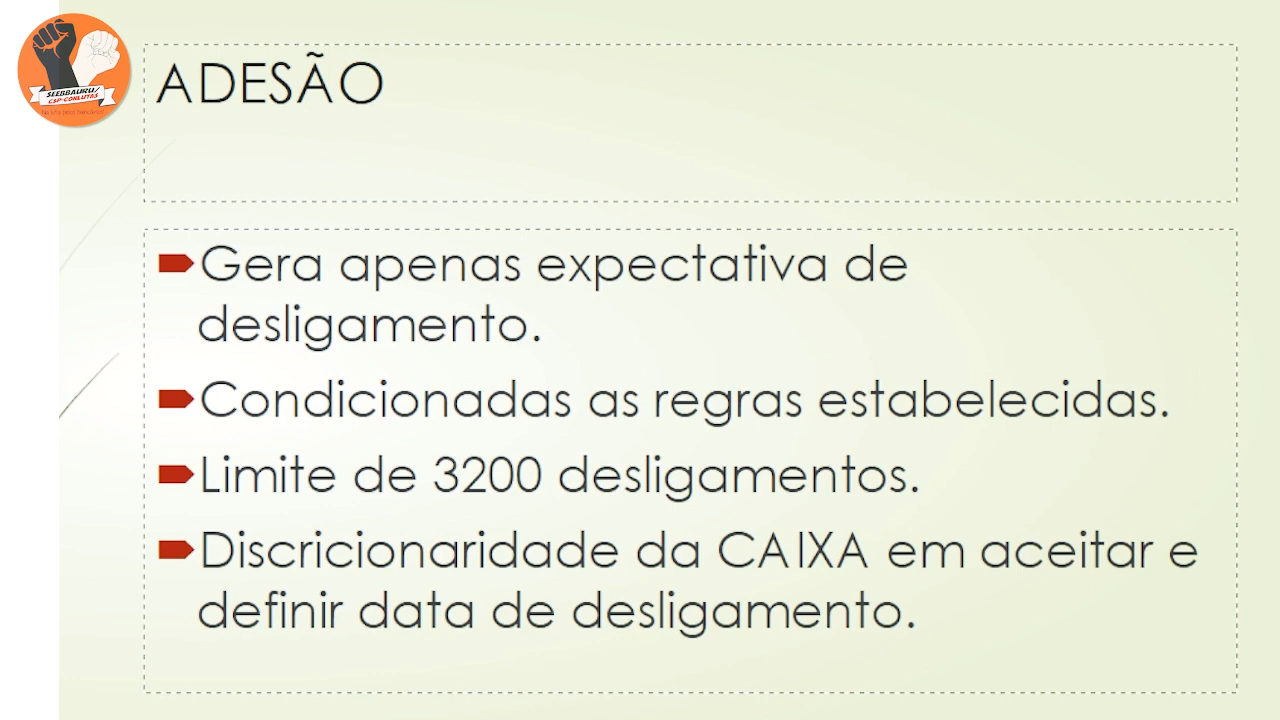 SEEBBAURU/
CSP-CONLUTAS
ADESÃO
Gera apenas expectativa de
desligamento.
Condicionadas as regras estabelecidas.
Limite de 3200 desligamentos.
Discricionaridade da CAIXA em aceitar e
definir data de desligamento.